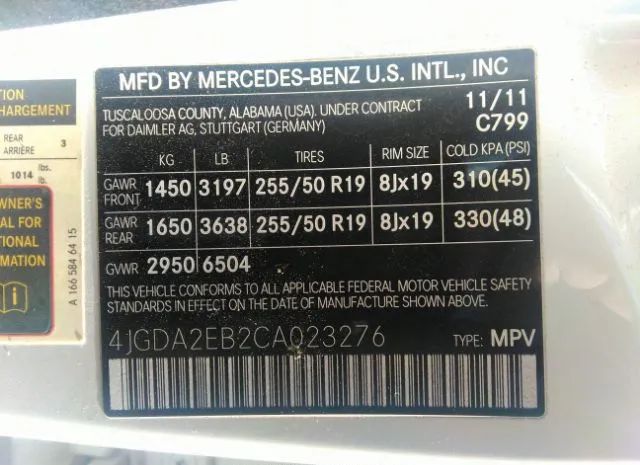 TION
CHARGEMENT
REAR
ARRIÈRE 3
1014 lbs.
lb.
OWNER'S
AL FOR
TIONAL
RMATION
A 166 584 64 15
MFD BY MERCEDES-BENZ U.S. INTL., INC
TUSCALOOSA COUNTY, ALABAMA (USA). UNDER CONTRACT 11/11
FOR DAIMLER AG, STUTTGART (GERMANY) C799
KG LB TIRES RIM SIZE COLD KPA (PSI)
GAWR FRONT 1450 3197 255/50 R19 8Jx19 310(45)
GAWR REAR 1650 3638 255/50 R19 8Jx19 330(48)
GVWR 2950 6504
THIS VEHICLE CONFORMS TO ALL APPLICABLE FEDERAL MOTOR VEHICLE SAFETY
STANDARDS IN EFFECT ON THE DATE OF MANUFACTURE SHOWN ABOVE.
4JGDA2EB2CA023276 TYPE: MPV